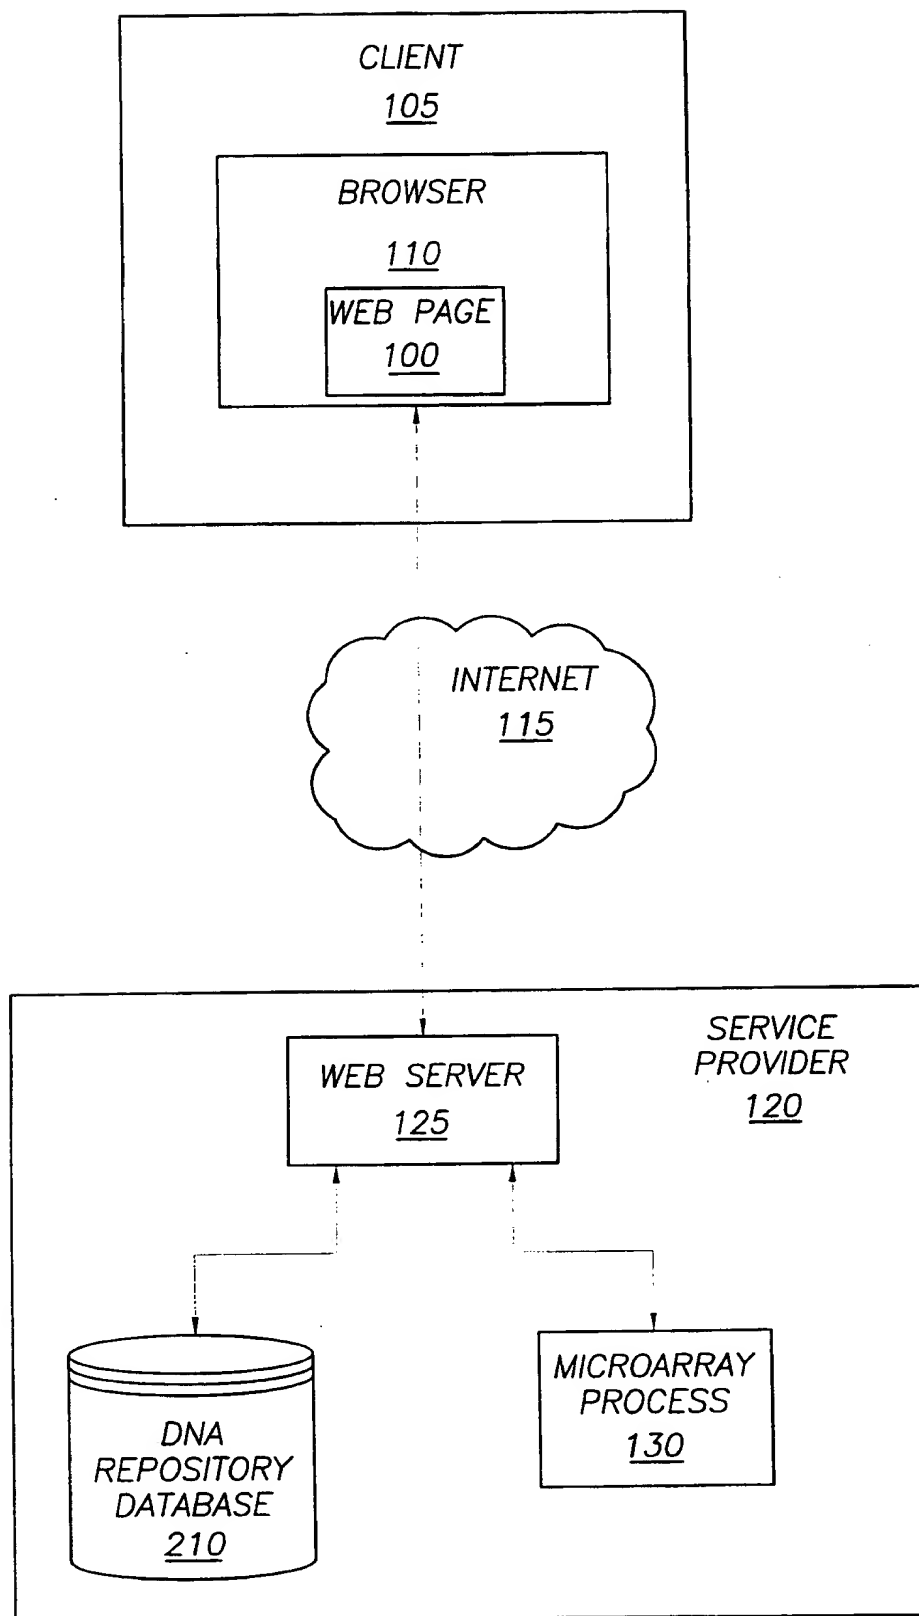 CLIENT
105
BROWSER
110
WEB PAGE
100
INTERNET
115
SERVICE
PROVIDER
120
WEB SERVER
125
DNA
REPOSITORY
DATABASE
210
MICROARRAY
PROCESS
130